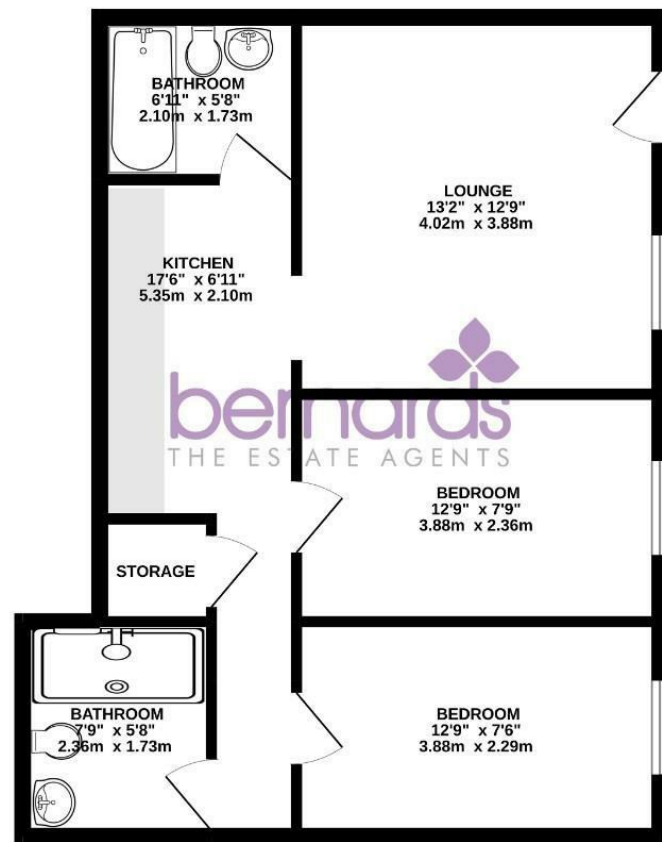 BATHROOM
6'11" x 5'8"
2.10m x 1.73m
LOUNGE
13'2" x 12'9"
4.02m x 3.88m
KITCHEN
17'6" x 6'11"
5.35m x 2.10m
bernards
THE ESTATE AGENTS
BEDROOM
12'9" x 7'9"
3.88m x 2.36m
STORAGE
BATHROOM
7'9" x 5'8"
2.36m x 1.73m
BEDROOM
12'9" x 7'6"
3.88m x 2.29m